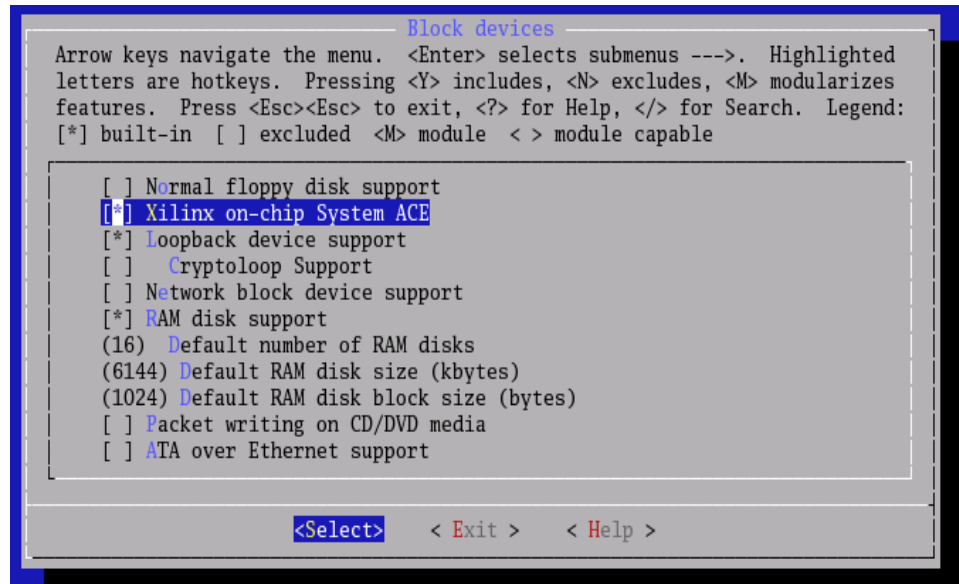 Block devices
Arrow keys navigate the menu.  <Enter> selects submenus --->.  Highlighted
letters are hotkeys.  Pressing <Y> includes, <N> excludes, <M> modularizes
features.  Press <Esc><Esc> to exit, <?> for Help, </> for Search.  Legend:
[*] built-in  [ ] excluded  <M> module  < > module capable
[ ] Normal floppy disk support
[*] Xilinx on-chip System ACE
[*] Loopback device support
[ ]   Cryptoloop Support
[ ] Network block device support
[*] RAM disk support
(16)  Default number of RAM disks
(6144) Default RAM disk size (kbytes)
(1024) Default RAM disk block size (bytes)
[ ] Packet writing on CD/DVD media
[ ] ATA over Ethernet support
<Select>    < Exit >    < Help >